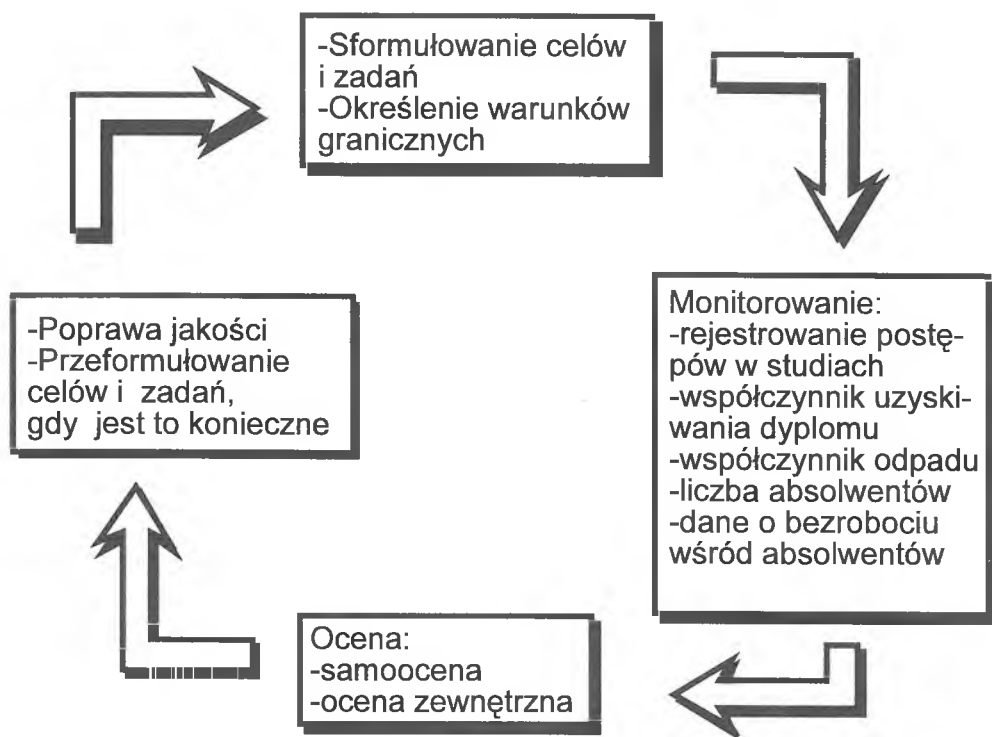 -Sformułowanie celów
i zadań
-Określenie warunków
granicznych
Monitorowanie:
-rejestrowanie postę-
pów w studiach
-współczynnik uzyski-
wania dyplomu
-współczynnik odpadu
-liczba absolwentów
-dane o bezrobociu
wśród absolwentów
Ocena:
-samoocena
-ocena zewnętrzna
-Poprawa jakości
-Przeformułowanie
celów i zadań,
gdy jest to konieczne